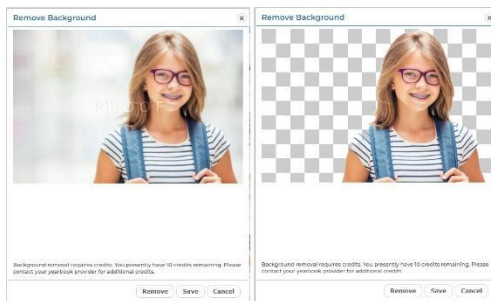 Remove Background
Background removal requires credits. You presently have 10 credits remaining. Please
contact your yearbook provider for additional credits.
Remove Save Cancel
Remove Background
Background removal requires credits. You presently have 10 credits remaining. Please
contact your yearbook provider for additional credits
Remove Save Cancel